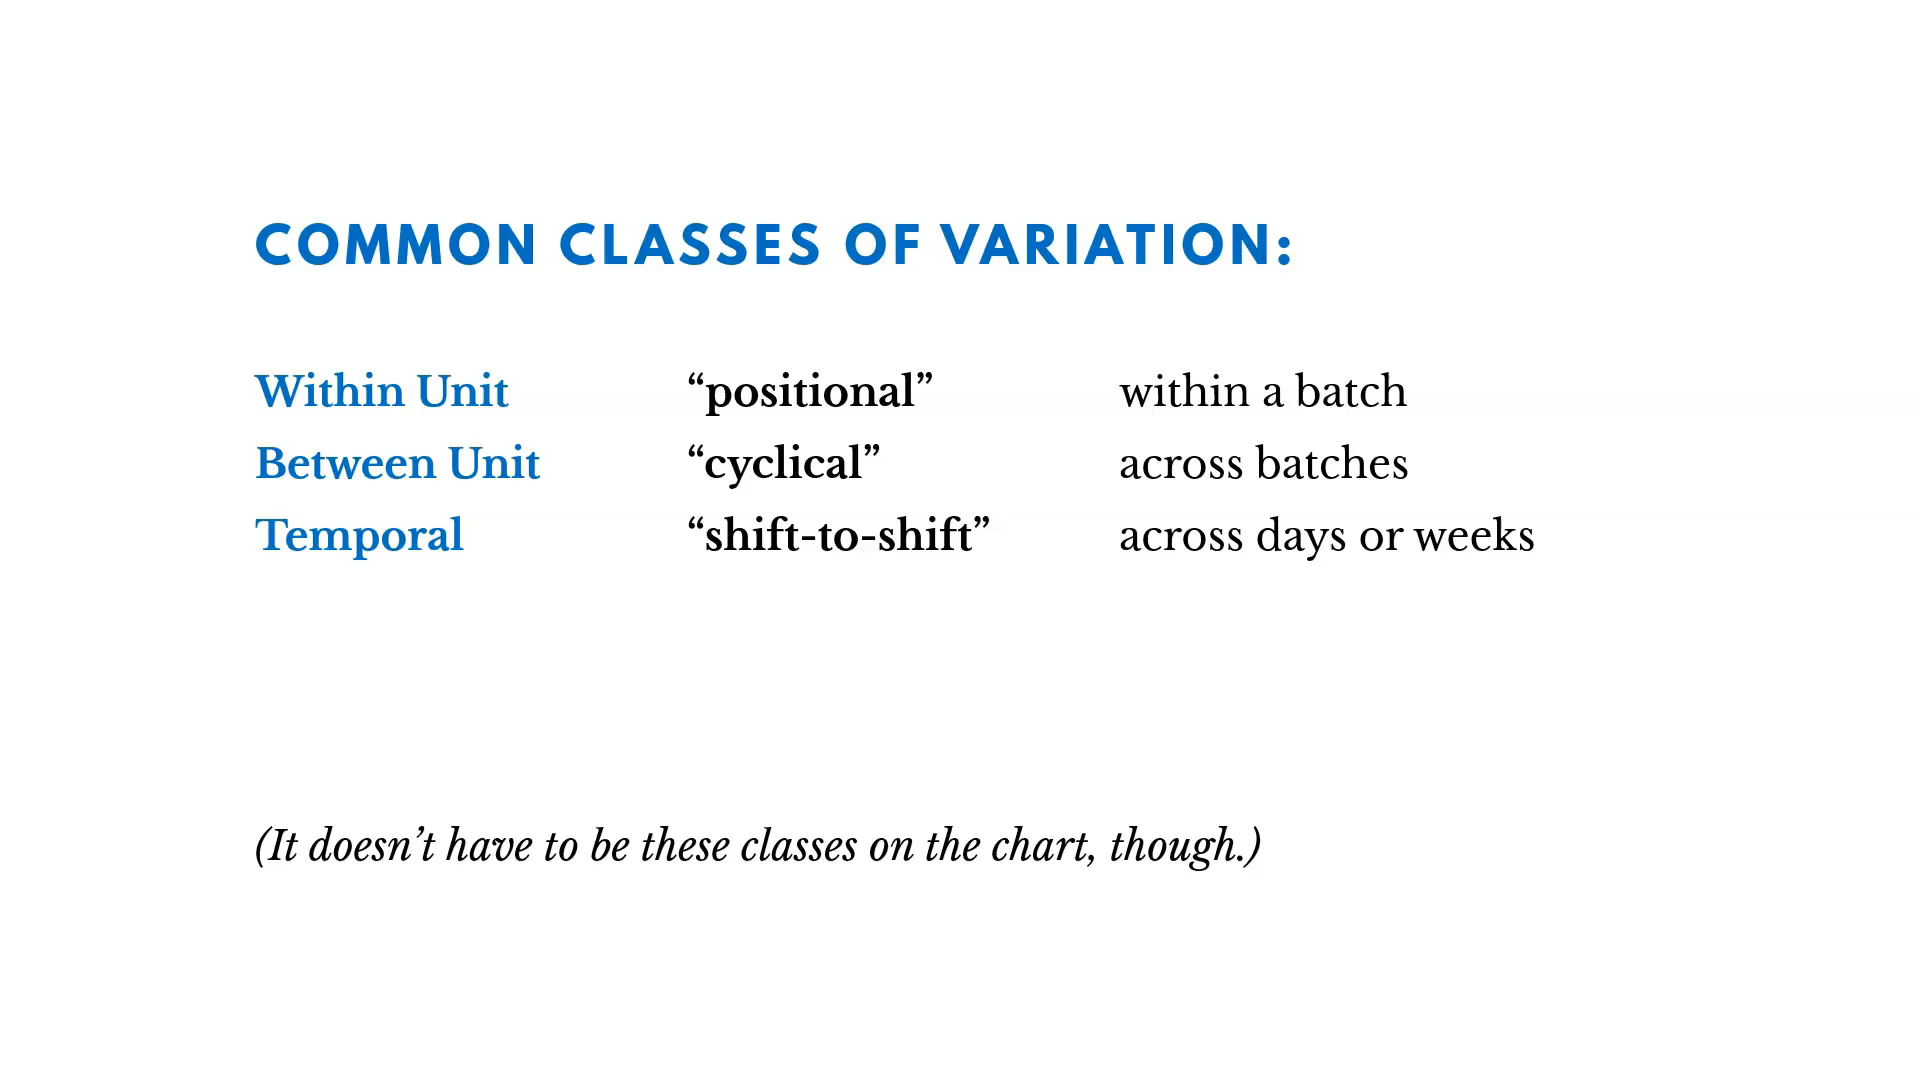 COMMON CLASSES OF VARIATION:
Within Unit “positional” within a batch
Between Unit “cyclical” across batches
Temporal “shift-to-shift” across days or weeks
(It doesn’t have to be these classes on the chart, though.)